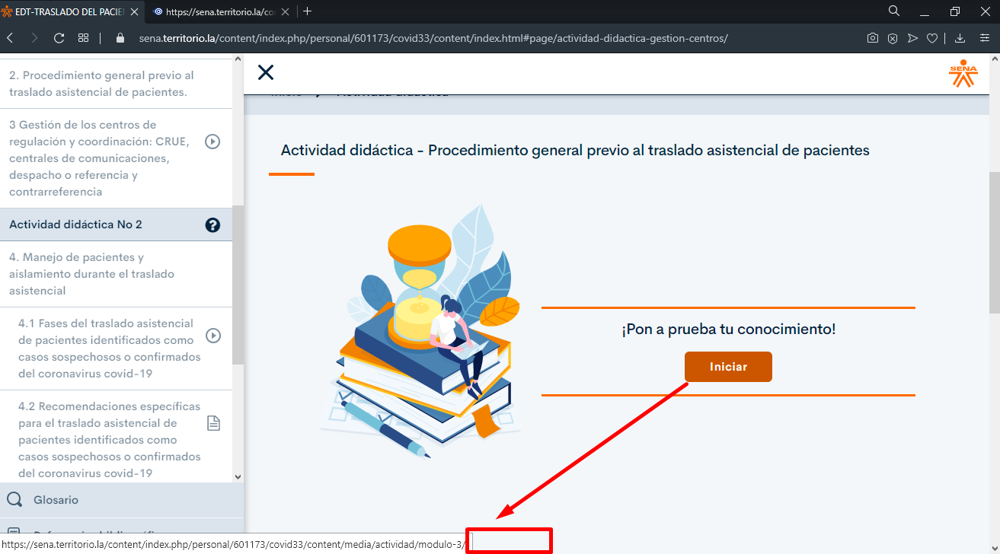 EDT-TRASLADO DEL PACIEN
https://sena.territorio.la/co
sena.territorio.la/content/index.php/personal/601173/covid33/content/index.html#page/actividad-didactica-gestion-centros/
2. Procedimiento general previo al
traslado asistencial de pacientes.
3 Gestión de los centros de
regulación y coordinación: CRUE,
centrales de comunicaciones,
despacho o referencia y
contrarreferencia
Actividad didáctica No 2
4. Manejo de pacientes y
aislamiento durante el traslado
asistencial
4.1 Fases del traslado asistencial
de pacientes identificados como
casos sospechosos o confirmados
del coronavirus covid-19
4.2 Recomendaciones específicas
para el traslado asistencial de
pacientes identificados como
casos sospechosos o confirmados
del coronavirus covid-19
Glosario
SENA
Actividad didáctica - Procedimiento general previo al traslado asistencial de pacientes
¡Pon a prueba tu conocimiento!
Iniciar
https://sena.territorio.la/content/index.php/personal/601173/covid33/content/media/actividad/modulo-3/